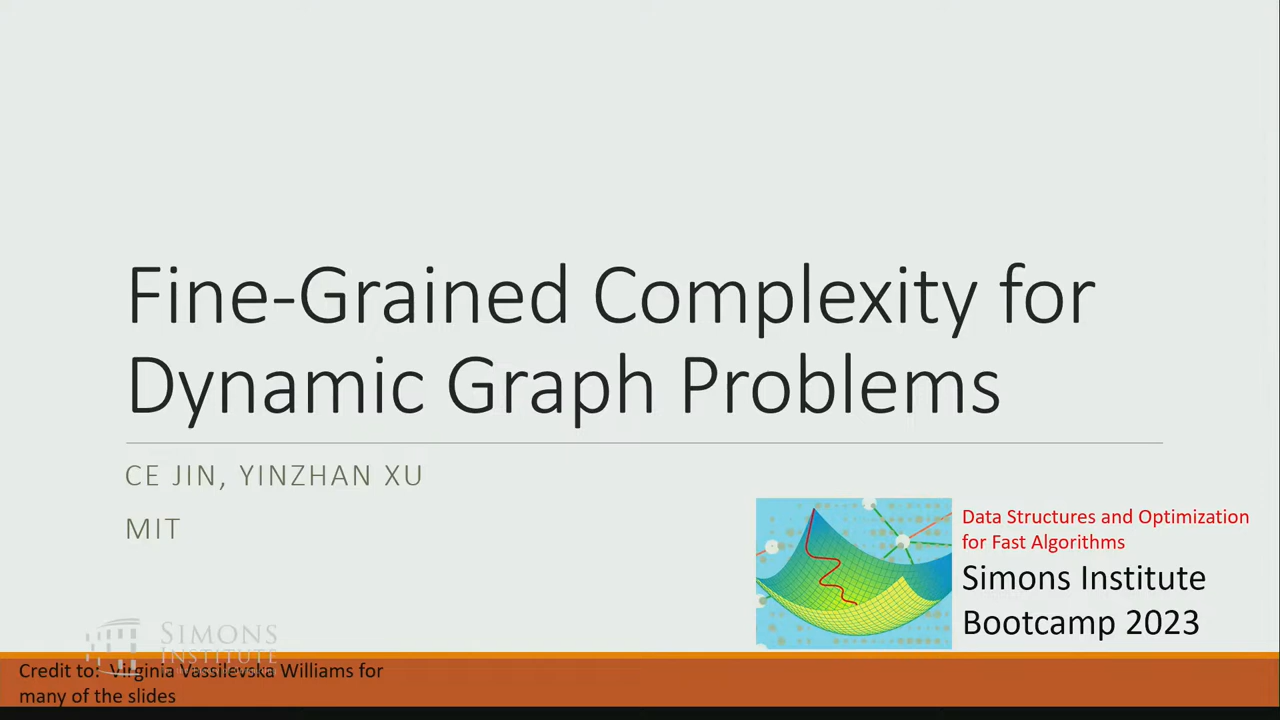 Fine-Grained Complexity for
Dynamic Graph Problems
CE JIN, YINZHAN XU
MIT
Data Structures and Optimization
for Fast Algorithms
Simons Institute
Bootcamp 2023
SIMONS
INSTITUTE
Credit to: Virginia Vassilevska Williams for
many of the slides